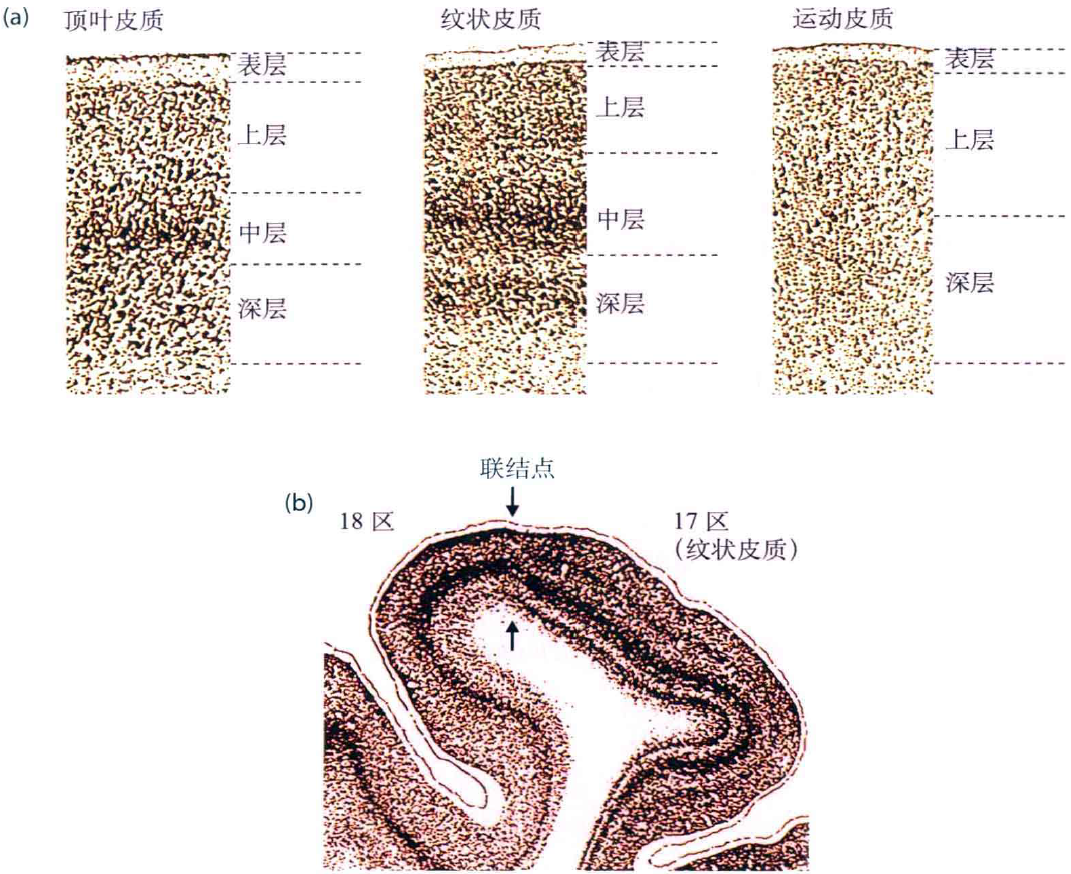 (a) 顶叶皮质 纹状皮质 运动皮质
表层 表层 表层
上层 上层 上层
中层 中层
深层 深层 深层
联结点
(b) 18 区 17 区
(纹状皮质)